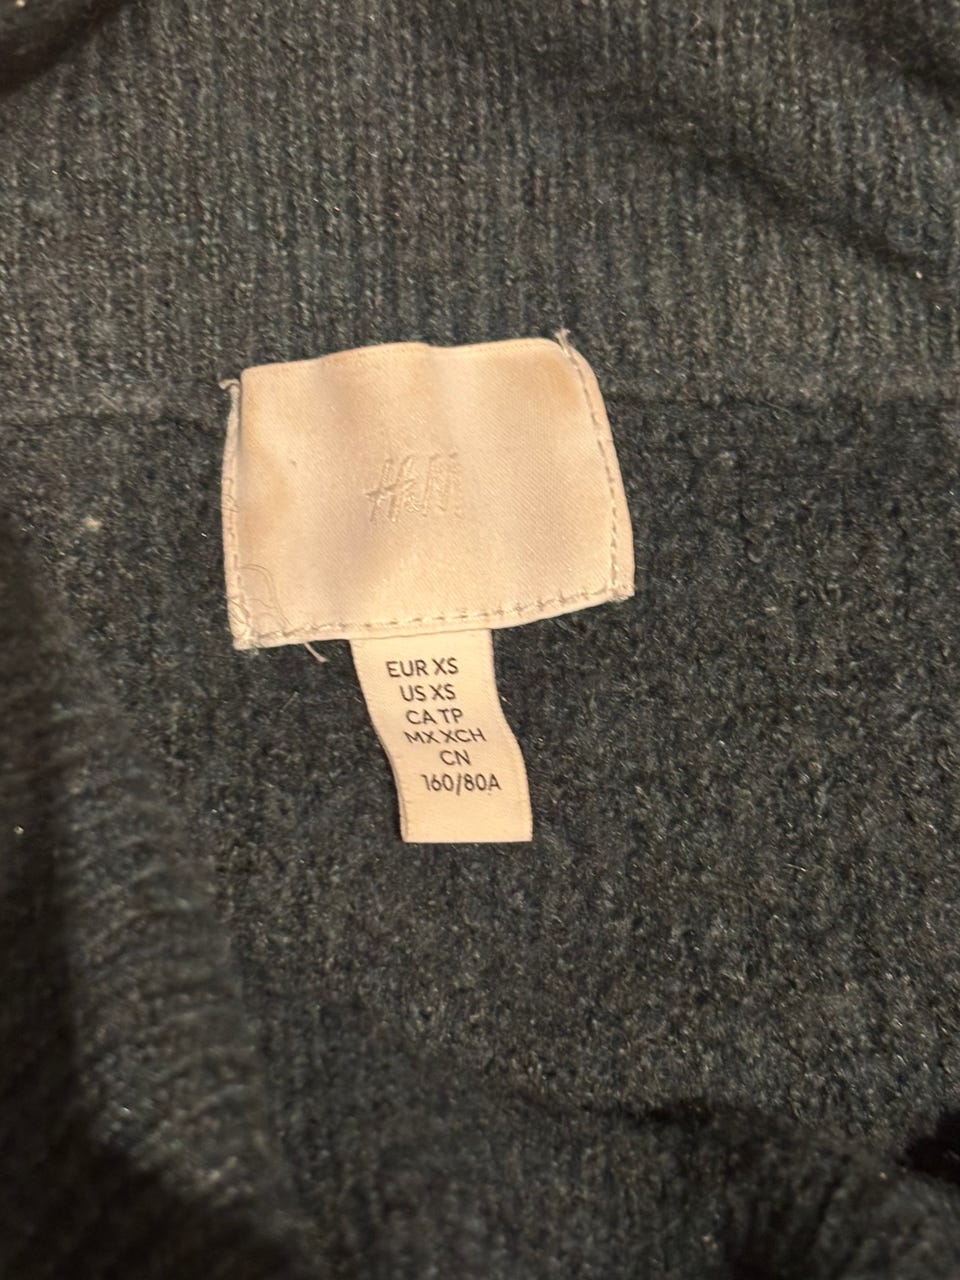 H&M
EUR XS
US XS
CA TP
MX XCH
CN
160/80A